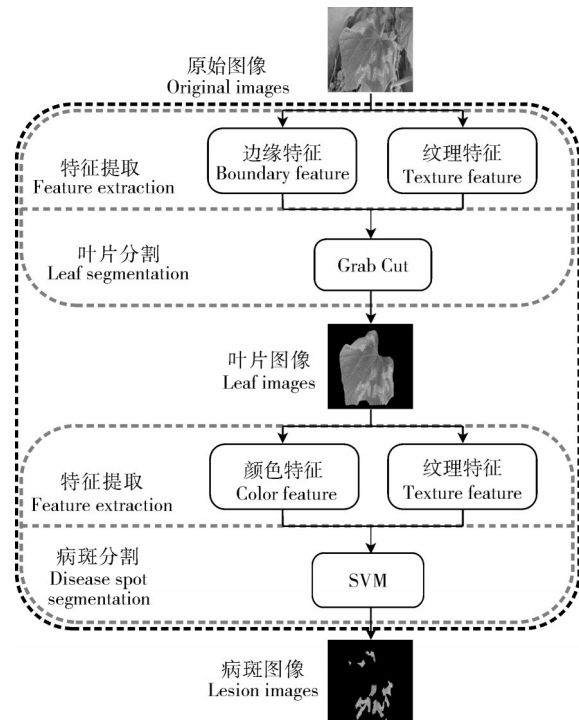 原始图像
Original images
边缘特征
Boundary feature
纹理特征
Texture feature
特征提取
Feature extraction
叶片分割
Leaf segmentation
Grab Cut
叶片图像
Leaf images
颜色特征
Color feature
纹理特征
Texture feature
特征提取
Feature extraction
病斑分割
Disease spot
segmentation
SVM
病斑图像
Lesion images